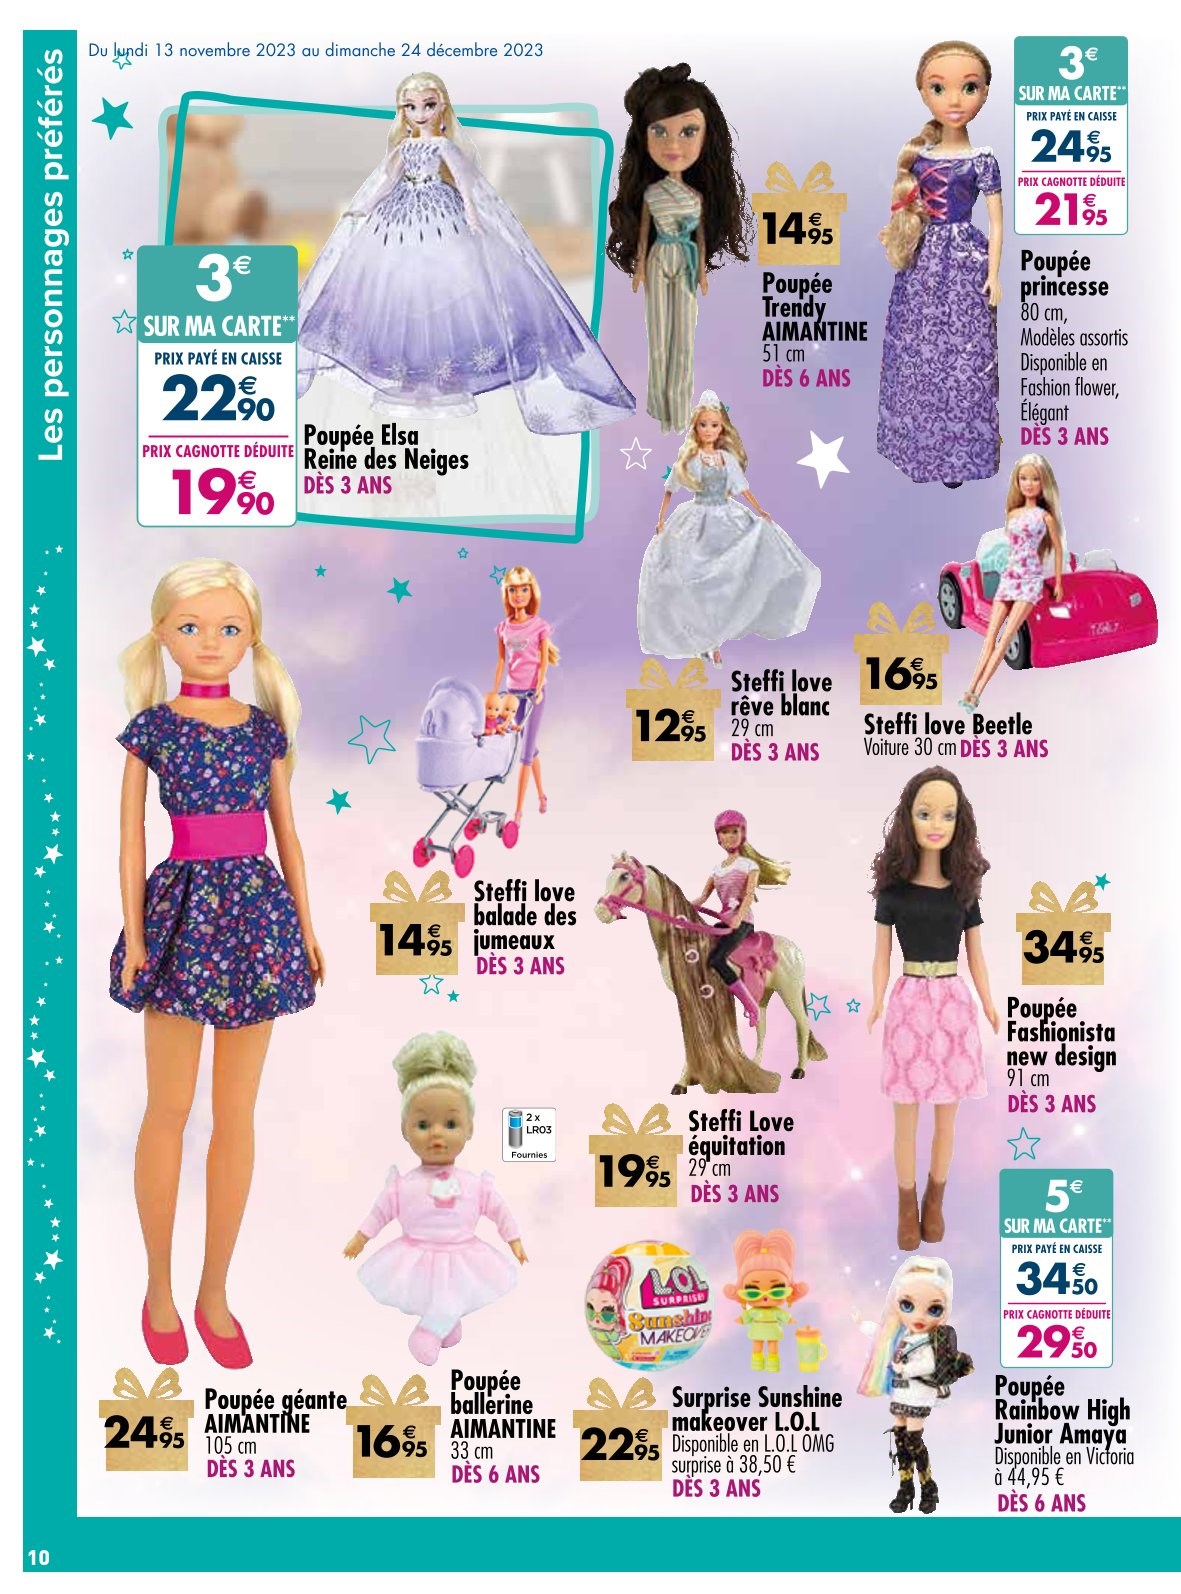 Les personnages préférés
Du lundi 13 novembre 2023 au dimanche 24 décembre 2023
3€
SUR MA CARTE**
PRIX PAYÉ EN CAISSE
22€90
PRIX CAGNOTTE DÉDUITE
19€90
Poupée Elsa
Reine des Neiges
DÈS 3 ANS
14€95
Poupée
Trendy
AIMANTINE
51 cm
DÈS 6 ANS
3€
SUR MA CARTE**
PRIX PAYÉ EN CAISSE
24€95
PRIX CAGNOTTE DÉDUITE
21€95
Poupée
princesse
80 cm,
Modèles assortis
Disponible en
Fashion flower,
Élégant
DÈS 3 ANS
12€95
Steffi love
rêve blanc
29 cm
DÈS 3 ANS
16€95
Steffi love Beetle
Voiture 30 cm DÈS 3 ANS
14€95
Steffi love
balade des
jumeaux
DÈS 3 ANS
34€95
Poupée
Fashionista
new design
91 cm
DÈS 3 ANS
2 x
LR03
Fournies
19€95
Steffi Love
équitation
29 cm
DÈS 3 ANS
L.O.L
SURPRISE!
Sunshine
MAKEOVER
5€
SUR MA CARTE**
PRIX PAYÉ EN CAISSE
34€50
PRIX CAGNOTTE DÉDUITE
29€50
24€95
Poupée géante
AIMANTINE
105 cm
DÈS 3 ANS
16€95
Poupée
ballerine
AIMANTINE
33 cm
DÈS 6 ANS
22€95
Surprise Sunshine
makeover L.O.L
Disponible en L.O.L OMG
surprise à 38,50 €
DÈS 3 ANS
Poupée
Rainbow High
Junior Amaya
Disponible en Victoria
à 44,95 €
DÈS 6 ANS
10